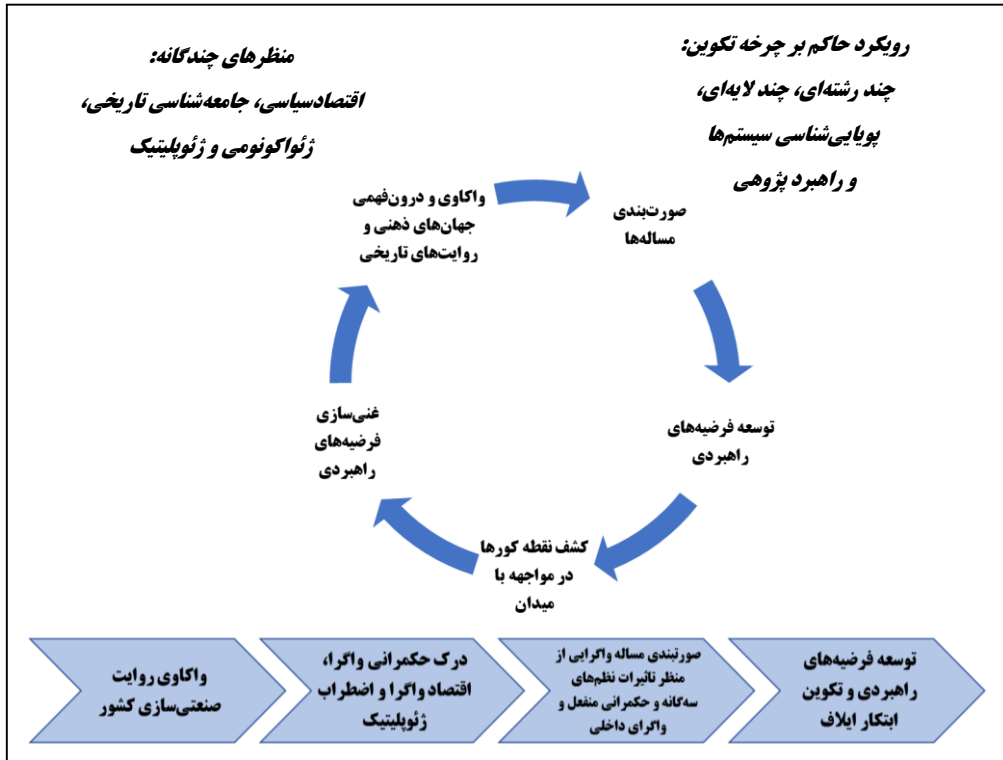 رویکرد حاکم بر چرخه تکوین:
چند رشته‌ای، چند لایه‌ای،
پویایی‌شناسی سیستم‌ها
و راهبرد پژوهی
منظرهای چندگانه:
اقتصادسیاسی، جامعه‌شناسی تاریخی،
ژئواکونومی و ژئوپلیتیک
صورت‌بندی
مساله‌ها
توسعه فرضیه‌های
راهبردی
کشف نقطه کورها
در مواجهه با
میدان
غنی‌سازی
فرضیه‌های
راهبردی
واکاوی و درون‌فهمی
جهان‌های ذهنی و
روایت‌های تاریخی
واکاوی روایت
صنعتی‌سازی کشور
درک حکمرانی واگرا،
اقتصاد واگرا و اضطراب
ژئوپلیتیک
صورتبندی مساله واگرایی از
منظر تاثیرات نظم‌های
سه‌گانه و حکمرانی منفعل و
واگرای داخلی
توسعه فرضیه‌های
راهبردی و تکوین
ابتکار ایلاف